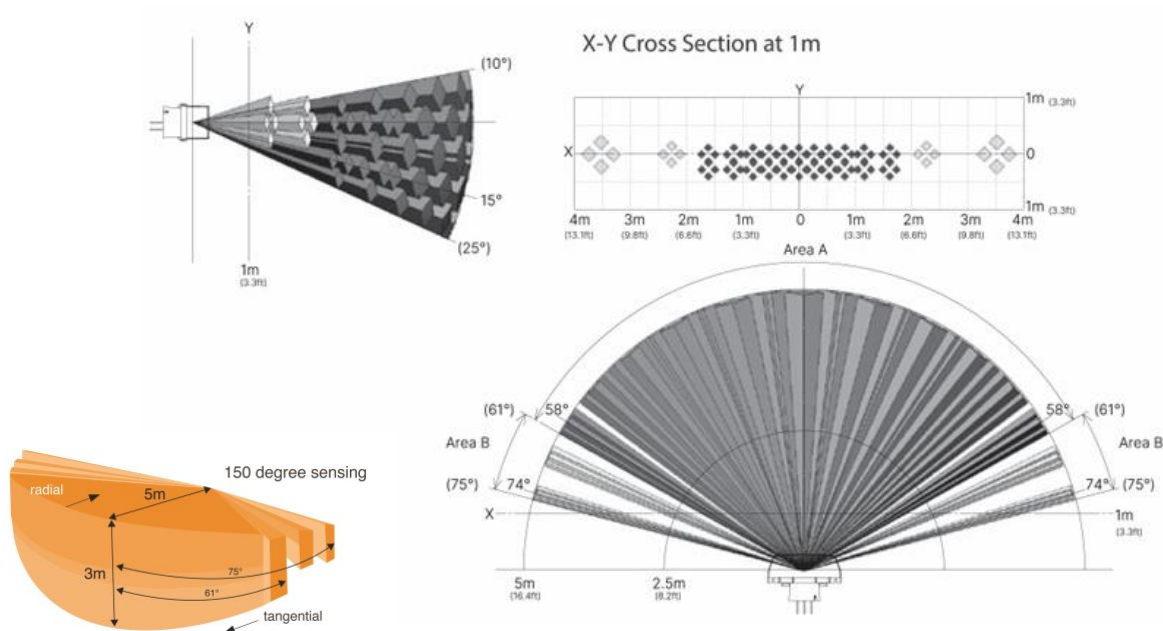 Y
(10°)
15°
(25°)
1m
(3.3ft)
X-Y Cross Section at 1m
Y
1m (3.3ft)
X
0
1m (3.3ft)
4m 3m 2m 1m 0 1m 2m 3m 4m
(13.1ft) (9.8ft) (6.6ft) (3.3ft) (3.3ft) (6.6ft) (9.8ft) (13.1ft)
Area A
(61°) 58° 58° (61°)
Area B Area B
(75°) 74° 74° (75°)
X
1m
(3.3ft)
5m 2.5m
(16.4ft) (8.2ft)
150 degree sensing
radial
5m
3m
75°
61°
tangential